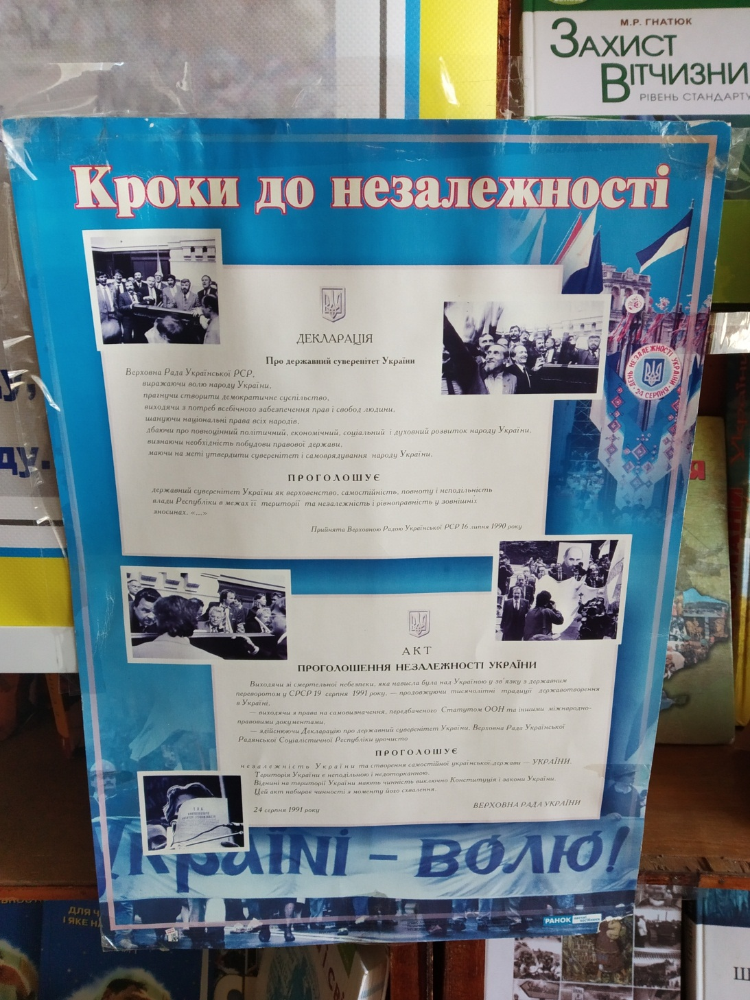 М.Р. ГНАТЮК
ЗАХИСТ
ВІТЧИЗНИ
РІВЕНЬ СТАНДАРТУ
Кроки до незалежності
ДЕКЛАРАЦІЯ
Про державний суверенітет України
Верховна Рада Української РСР,
виражаючи волю народу України,
прагнучи створити демократичне суспільство,
виходячи з потреб всебічного забезпечення прав і свобод людини,
шануючи національні права всіх народів,
дбаючи про повноцінний політичний, економічний, соціальний і духовний розвиток народу України,
визнаючи необхідність побудови правової держави,
маючи на меті утвердити суверенітет і самоврядування народу України,
ПРОГОЛОШУЄ
державний суверенітет України як верховенство, самостійність, повноту і неподільність
влади Республіки в межах її території та незалежність і рівноправність у зовнішніх
зносинах. «...»
Прийнята Верховною Радою Української РСР 16 липня 1990 року
ДЕНЬ НЕЗАЛЕЖНОСТІ УКРАЇНИ
24 СЕРПНЯ
АКТ
ПРОГОЛОШЕННЯ НЕЗАЛЕЖНОСТІ УКРАЇНИ
Виходячи зі смертельної небезпеки, яка нависла була над Україною у зв'язку з державним
переворотом у СРСР 19 серпня 1991 року, — продовжуючи тисячолітні традиції державотворення
в Україні,
— виходячи з права на самовизначення, передбаченого Статутом ООН та іншими міжнародно-
правовими документами,
— здійснюючи Декларацію про державний суверенітет України, Верховна Рада Української
Радянської Соціалістичної Республіки урочисто
ПРОГОЛОШУЄ
незалежність України та створення самостійної української держави — УКРАЇНИ.
Територія України є неподільною і недоторканною.
Віднині на території України мають чинність виключно Конституція і закони України.
Цей акт набирає чинності з моменту його схвалення.
24 серпня 1991 року
ВЕРХОВНА РАДА УКРАЇНИ
Україні – волю!
РАНОК
ДЛЯ Ч
І ЯКЕ НА
ду.